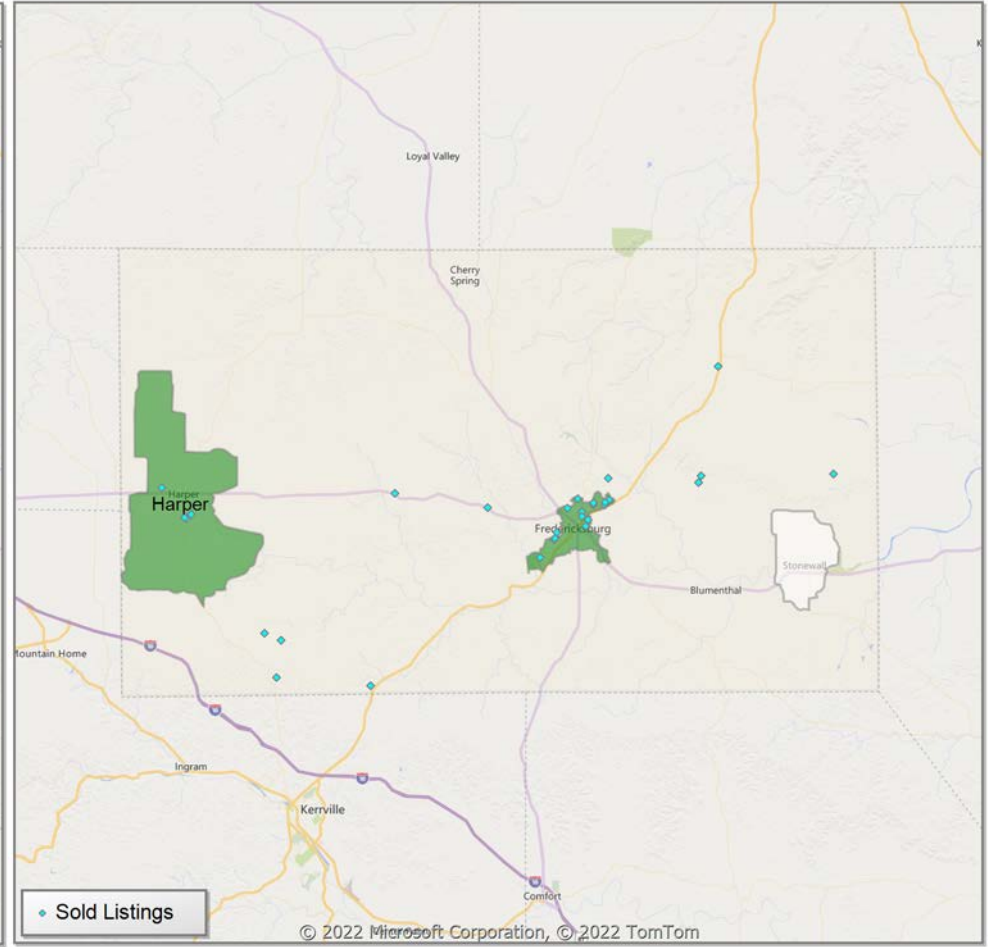 Loyal Valley
Cherry
Spring
Harper
Harper
Fredericksburg
Stonewall
Blumenthal
Mountain Home
Ingram
Kerrville
Comfort
Sold Listings
© 2022 Microsoft Corporation, © 2022 TomTom